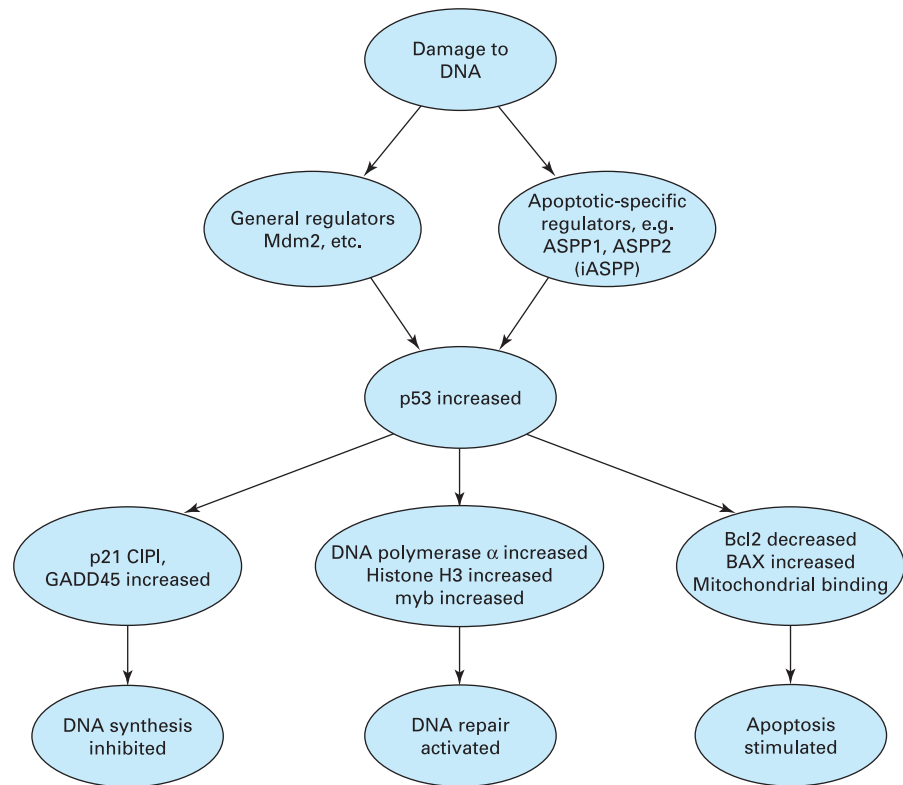 Damage to
DNA
General regulators
Mdm2, etc.
Apoptotic-specific
regulators, e.g.
ASPP1, ASPP2
(iASPP)
p53 increased
p21 CIPI,
GADD45 increased
DNA polymerase α increased
Histone H3 increased
myb increased
Bcl2 decreased
BAX increased
Mitochondrial binding
DNA synthesis
inhibited
DNA repair
activated
Apoptosis
stimulated